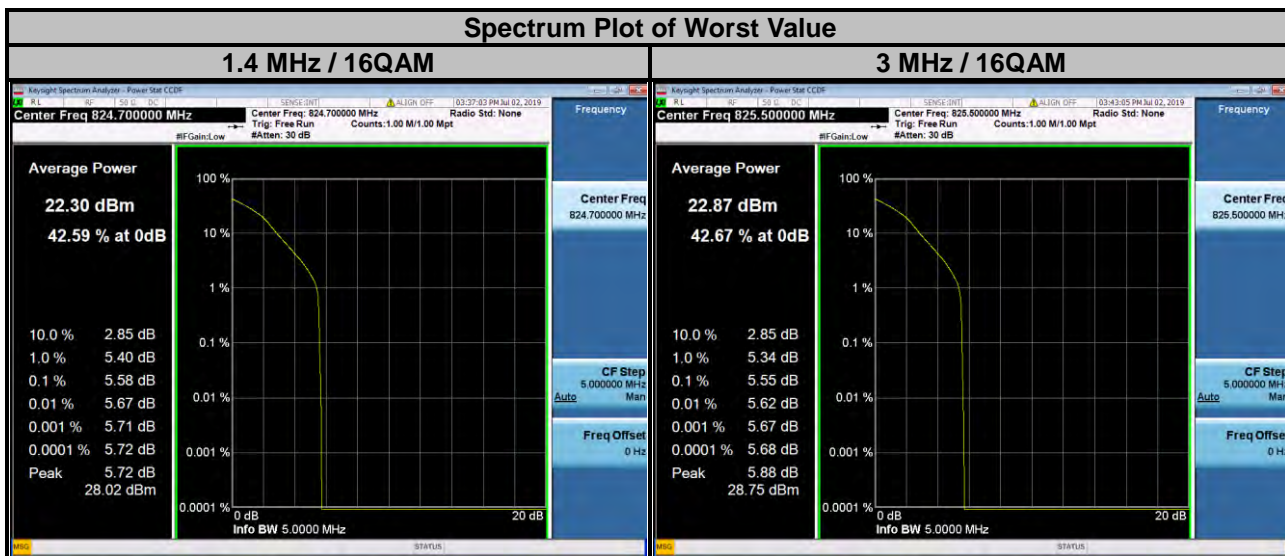 Spectrum Plot of Worst Value
1.4 MHz / 16QAM
Keysight Spectrum Analyzer - Power Stat CCDF
RL RF 50 Ω DC SENSE:INT ALIGN OFF 03:37:03 PM Jul 02, 2019
Center Freq 824.700000 MHz
Center Freq: 824.700000 MHz Radio Std: None
Trig: Free Run Counts:1.00 M/1.00 Mpt
#IFGain:Low #Atten: 30 dB
Frequency
Average Power
22.30 dBm
42.59 % at 0dB
10.0 % 2.85 dB
1.0 % 5.40 dB
0.1 % 5.58 dB
0.01 % 5.67 dB
0.001 % 5.71 dB
0.0001 % 5.72 dB
Peak 5.72 dB
28.02 dBm
100 %
10 %
1 %
0.1 %
0.01 %
0.001 %
0.0001 %
0 dB 20 dB
Info BW 5.0000 MHz
Center Freq
824.700000 MHz
CF Step
5.000000 MHz
Auto Man
Freq Offset
0 Hz
MSG STATUS
3 MHz / 16QAM
Keysight Spectrum Analyzer - Power Stat CCDF
RL RF 50 Ω DC SENSE:INT ALIGN OFF 03:43:05 PM Jul 02, 2019
Center Freq 825.500000 MHz
Center Freq: 825.500000 MHz Radio Std: None
Trig: Free Run Counts:1.00 M/1.00 Mpt
#IFGain:Low #Atten: 30 dB
Frequency
Average Power
22.87 dBm
42.67 % at 0dB
10.0 % 2.85 dB
1.0 % 5.34 dB
0.1 % 5.55 dB
0.01 % 5.62 dB
0.001 % 5.67 dB
0.0001 % 5.68 dB
Peak 5.88 dB
28.75 dBm
100 %
10 %
1 %
0.1 %
0.01 %
0.001 %
0.0001 %
0 dB 20 dB
Info BW 5.0000 MHz
Center Freq
825.500000 MHz
CF Step
5.000000 MHz
Auto Man
Freq Offset
0 Hz
MSG STATUS